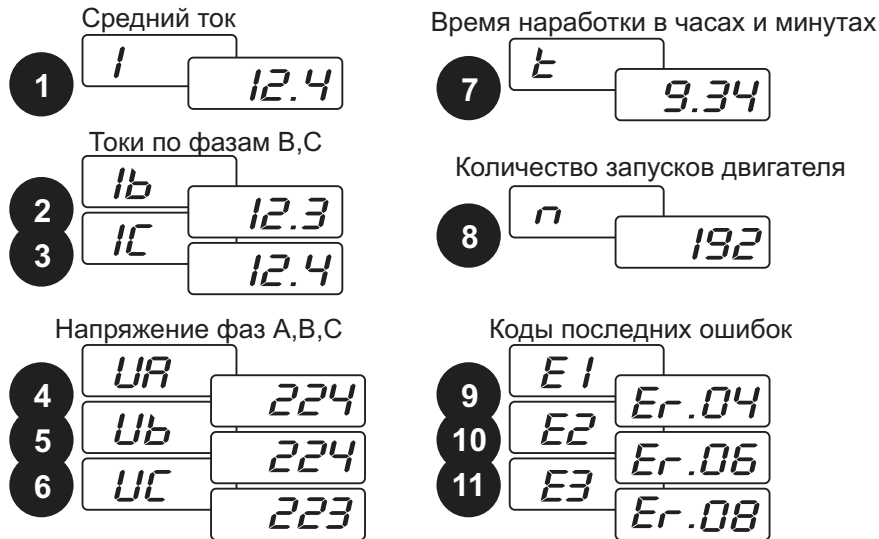 Средний ток
1 I 12.4
Токи по фазам В,С
2 Ib 12.3
3 IC 12.4
Напряжение фаз А,В,С
4 UA 224
5 Ub 224
6 UC 223
Время наработки в часах и минутах
7 t 9.34
Количество запусков двигателя
8 n 192
Коды последних ошибок
9 E1 Er.04
10 E2 Er.06
11 E3 Er.08